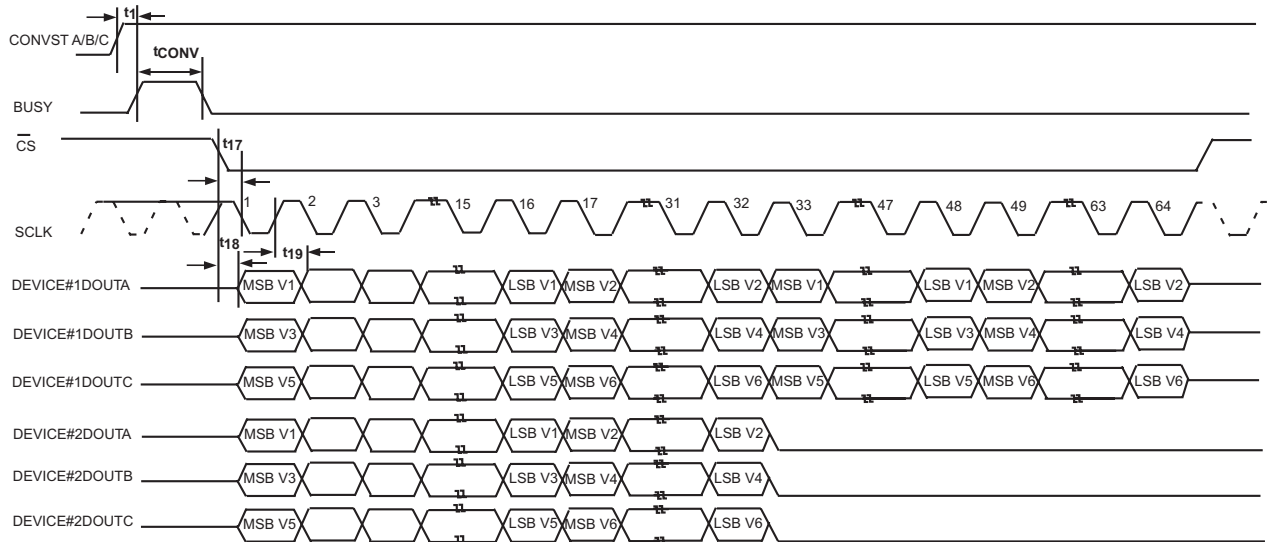 t1
CONVST A/B/C
tCONV
BUSY
CS
t17
1 2 3 15 16 17 31 32 33 47 48 49 63 64
SCLK
t18
t19
DEVICE#1DOUTA MSB V1 LSB V1 MSB V2 LSB V2 MSB V1 LSB V1 MSB V2 LSB V2
DEVICE#1DOUTB MSB V3 LSB V3 MSB V4 LSB V4 MSB V3 LSB V3 MSB V4 LSB V4
DEVICE#1DOUTC MSB V5 LSB V5 MSB V6 LSB V6 MSB V5 LSB V5 MSB V6 LSB V6
DEVICE#2DOUTA MSB V1 LSB V1 MSB V2 LSB V2
DEVICE#2DOUTB MSB V3 LSB V3 MSB V4 LSB V4
DEVICE#2DOUTC MSB V5 LSB V5 MSB V6 LSB V6